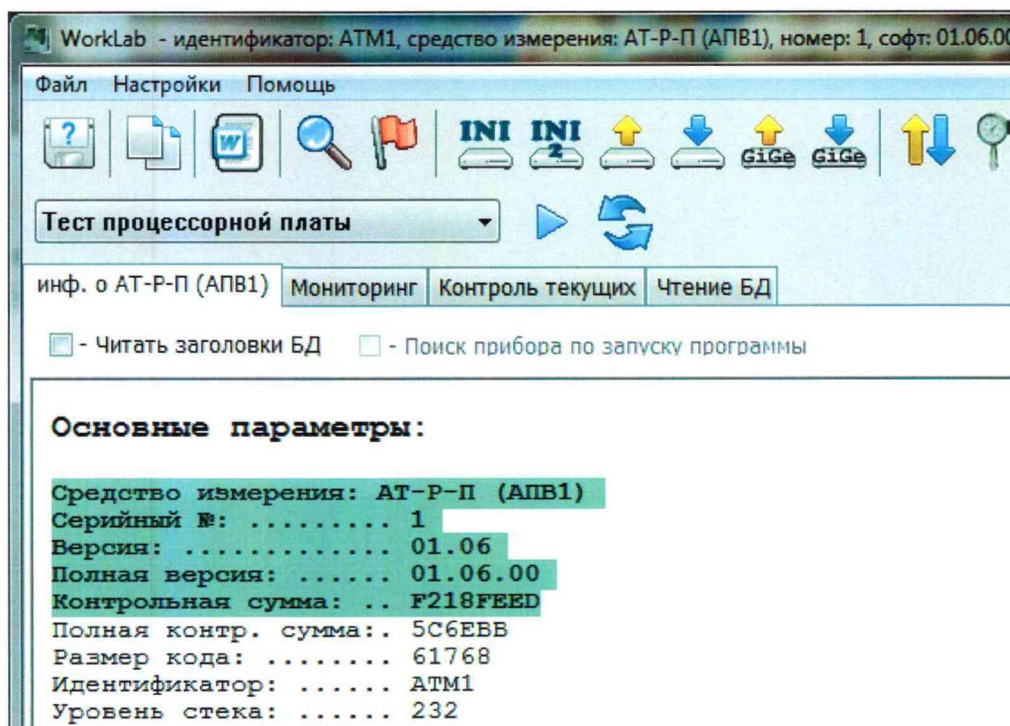 WorkLab - идентификатор: АТМ1, средство измерения: АТ-Р-П (АПВ1), номер: 1, софт: 01.06.00
Файл Настройки Помощь
INI INI 2 GiGe GiGe
Тест процессорной платы
инф. о АТ-Р-П (АПВ1) Мониторинг Контроль текущих Чтение БД
- Читать заголовки БД - Поиск прибора по запуску программы
Основные параметры:
Средство измерения: АТ-Р-П (АПВ1)
Серийный №: ......... 1
Версия: ............. 01.06
Полная версия: ...... 01.06.00
Контрольная сумма: .. F218FEED
Полная контр. сумма:. 5C6EBB
Размер кода: ........ 61768
Идентификатор: ...... АТМ1
Уровень стека: ...... 232